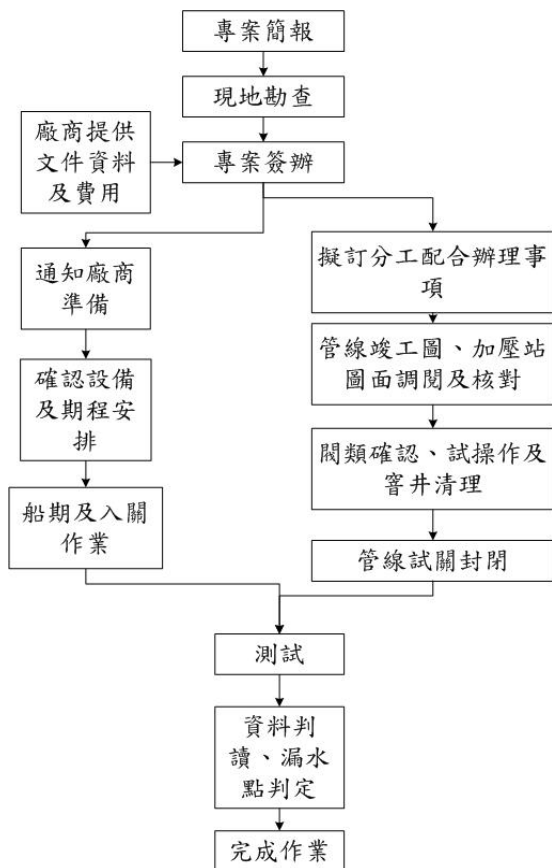 專案簡報
現地勘查
廠商提供
文件資料
及費用
專案簽辦
通知廠商
準備
確認設備
及期程安
排
船期及入關
作業
擬訂分工配合辦理事
項
管線竣工圖、加壓站
圖面調閱及核對
閥類確認、試操作及
窨井清理
管線試關封閉
測試
資料判
讀、漏水
點判定
完成作業